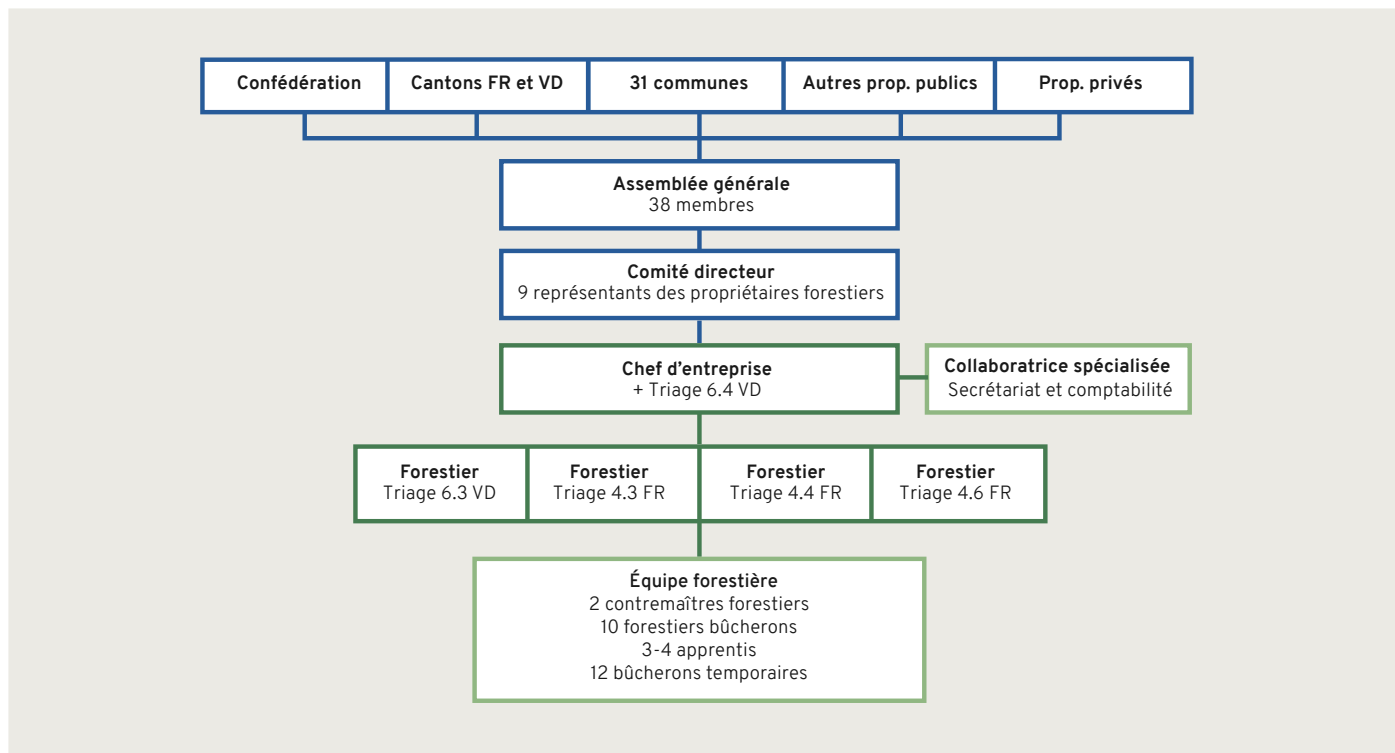 Confédération
Cantons FR et VD
31 communes
Autres prop. publics
Prop. privés
Assemblée générale
38 membres
Comité directeur
9 représentants des propriétaires forestiers
Chef d'entreprise
+ Triage 6.4 VD
Collaboratrice spécialisée
Secrétariat et comptabilité
Forestier
Triage 6.3 VD
Forestier
Triage 4.3 FR
Forestier
Triage 4.4 FR
Forestier
Triage 4.6 FR
Équipe forestière
2 contremaîtres forestiers
10 forestiers bûcherons
3-4 apprentis
12 bûcherons temporaires